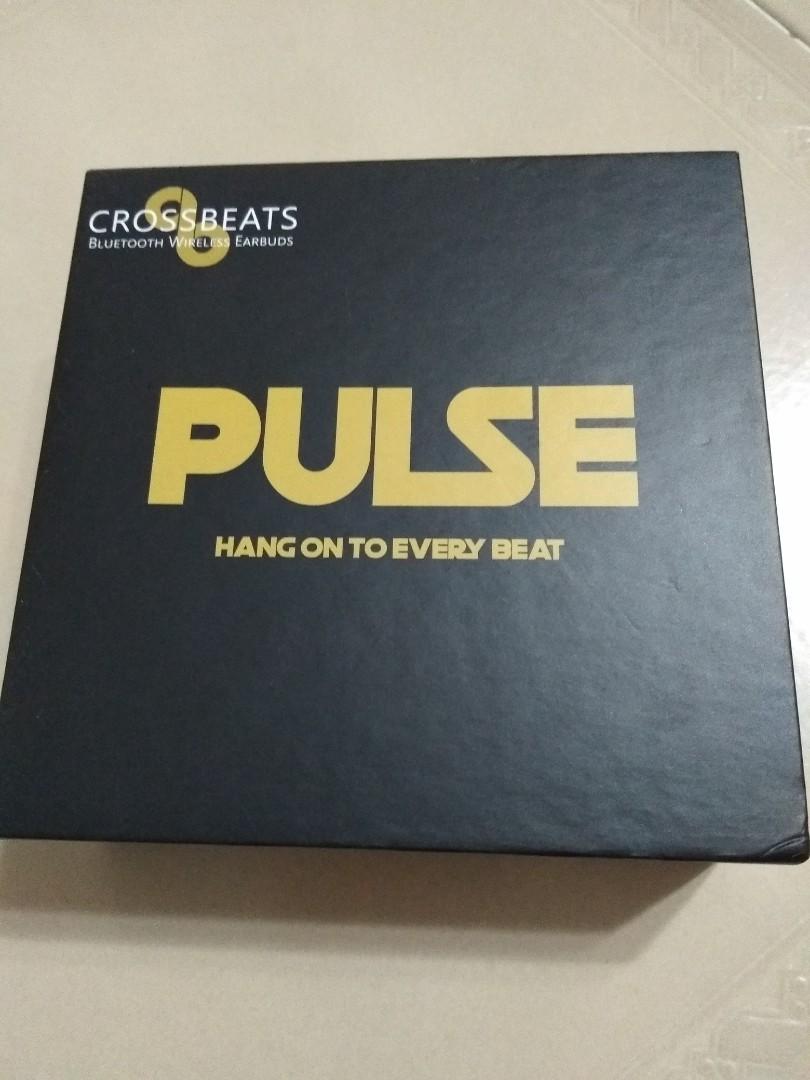 CROSSBEATS
BLUETOOTH WIRELESS EARBUDS
PULSE
HANG ON TO EVERY BEAT